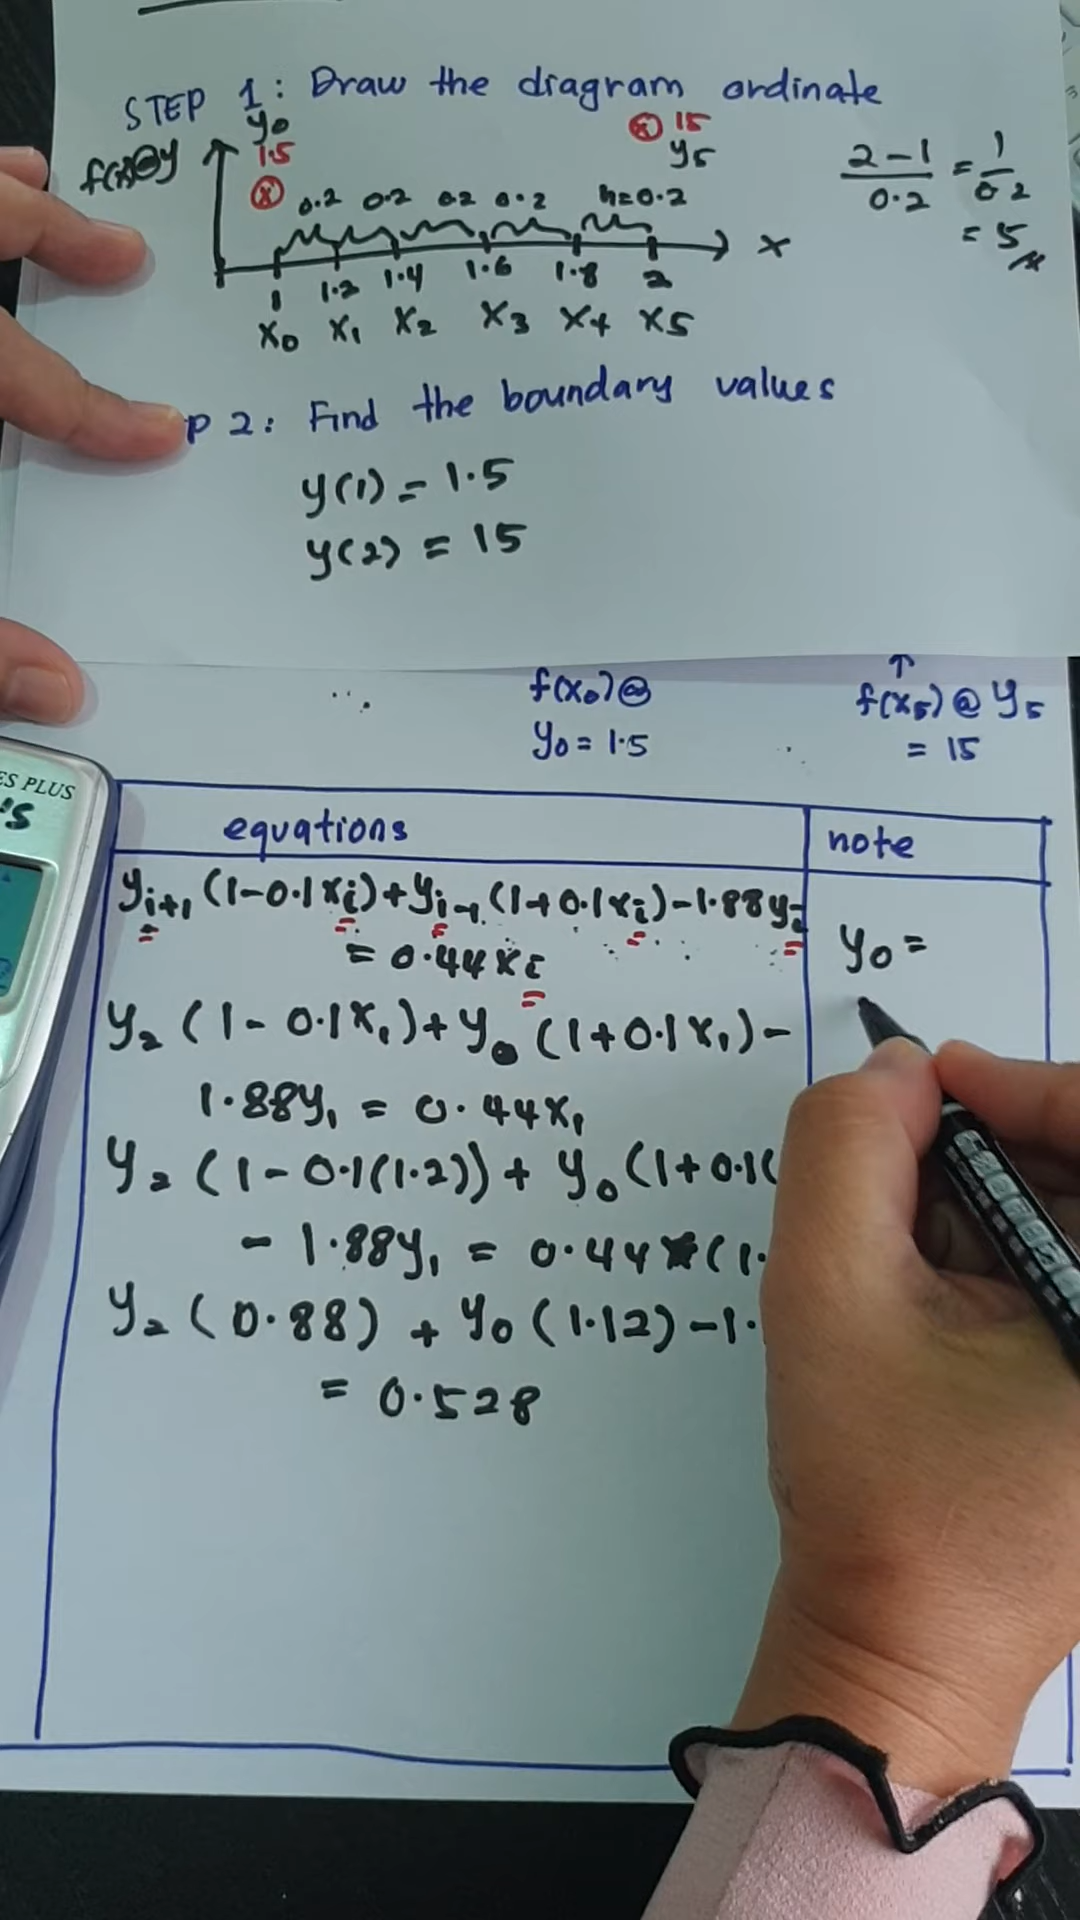 STEP 1: Draw the diagram ordinate
y0
1.5
f(x)@y
x
0.2 0.2 0.2 0.2 h=0.2
x 15
y5
2-1/0.2 = 1/0.2
= 5
1 1.2 1.4 1.6 1.8 2
x
x0 x1 x2 x3 x4 x5
P 2: Find the boundary values
y(1) = 1.5
y(2) = 15
f(x0)@
y0 = 1.5
↑
f(x5)@ y5
= 15
ES PLUS
's
equations
note
yi+1 (1-0.1xi)+yi-1 (1+0.1xi)-1.88yi
= 0.44xi
y0 =
y2 (1-0.1x1)+y0 (1+0.1x1)-
1.88y1 = 0.44x1
y2 (1-0.1(1.2)) + y0 (1+0.1(
- 1.88y1 = 0.44 (1.
y2 (0.88) + y0 (1.12) -1.
= 0.528